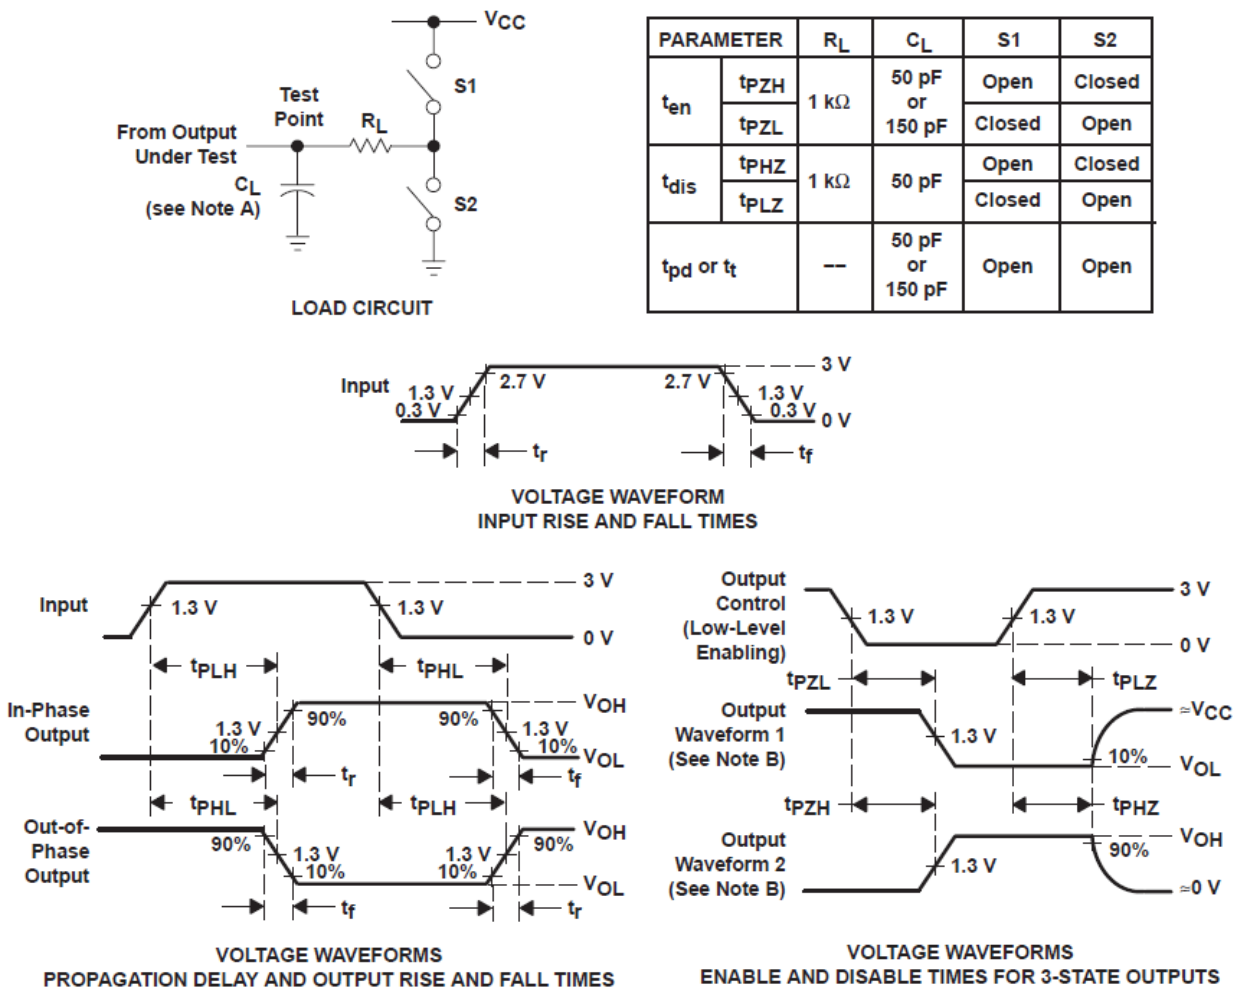 VCC
S1
Test
Point
RL
From Output
Under Test
CL
(see Note A)
S2
LOAD CIRCUIT
PARAMETER RL CL S1 S2
ten tPZH 1 kΩ 50 pF or 150 pF Open Closed
tPZL Closed Open
tdis tPHZ 1 kΩ 50 pF Open Closed
tPLZ Closed Open
tpd or tt –– 50 pF or 150 pF Open Open
Input
1.3 V
0.3 V
2.7 V
2.7 V
1.3 V
0.3 V
3 V
0 V
tr
tf
VOLTAGE WAVEFORM
INPUT RISE AND FALL TIMES
Input
1.3 V
1.3 V
3 V
0 V
tPLH
tPHL
In-Phase
Output
1.3 V
10%
90%
90%
1.3 V
10%
VOH
VOL
tr
tf
tPHL
tPLH
Out-of-
Phase
Output
90%
1.3 V
10%
1.3 V
10%
90%
VOH
VOL
tf
tr
VOLTAGE WAVEFORMS
PROPAGATION DELAY AND OUTPUT RISE AND FALL TIMES
Output
Control
(Low-Level
Enabling)
1.3 V
1.3 V
3 V
0 V
tPZL
tPLZ
Output
Waveform 1
(See Note B)
1.3 V
10%
≈VCC
VOL
tPZH
tPHZ
Output
Waveform 2
(See Note B)
1.3 V
90%
VOH
≈0 V
VOLTAGE WAVEFORMS
ENABLE AND DISABLE TIMES FOR 3-STATE OUTPUTS